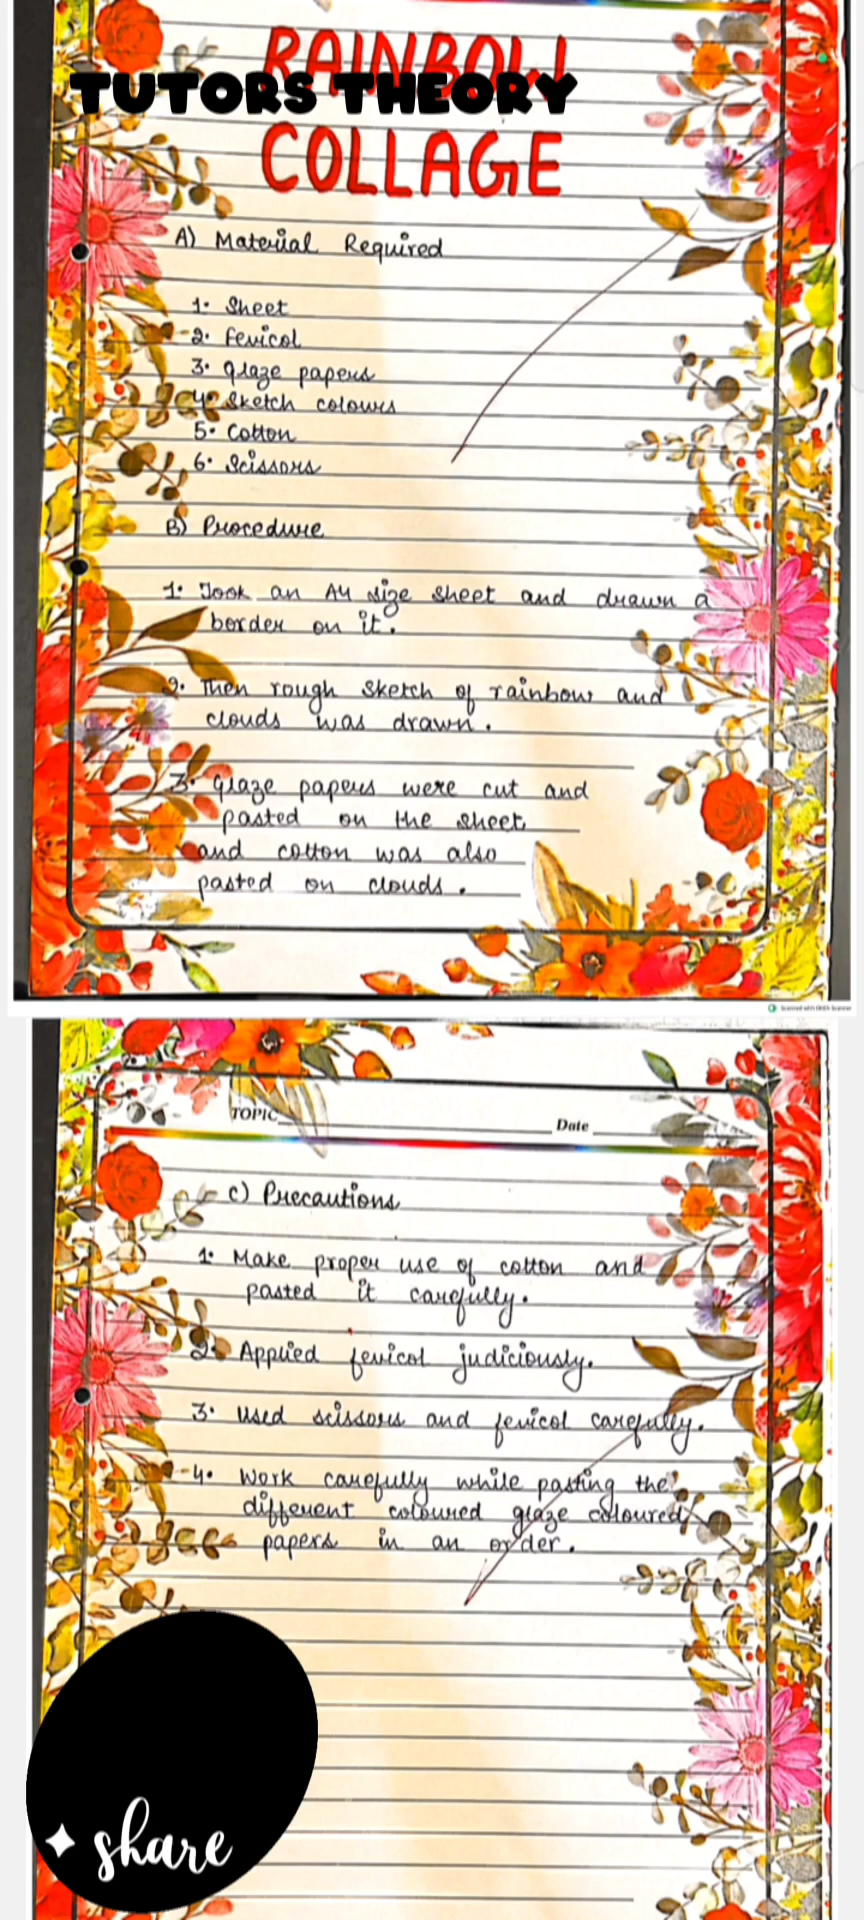 RAINBOW
TUTORS THEORY
COLLAGE
A) Material Required
1. Sheet
2. fevicol
3. glaze papers
4. Sketch colours
5. Cotton
6. Scissors
B) Procedure
1. Took an A4 size sheet and drawn a
border on it.
2. Then rough sketch of rainbow and
clouds was drawn.
3. Glaze papers were cut and
pasted on the sheet
and cotton was also
pasted on clouds.
Scanned with OKEN Scanner
TOPIC
Date
C) Precautions
1. Make proper use of cotton and
pasted it carefully.
2. Applied fevicol judiciously.
3. Used scissors and fevicol carefully.
4. Work carefully while pasting the
different coloured glaze coloured
papers in an order.
share